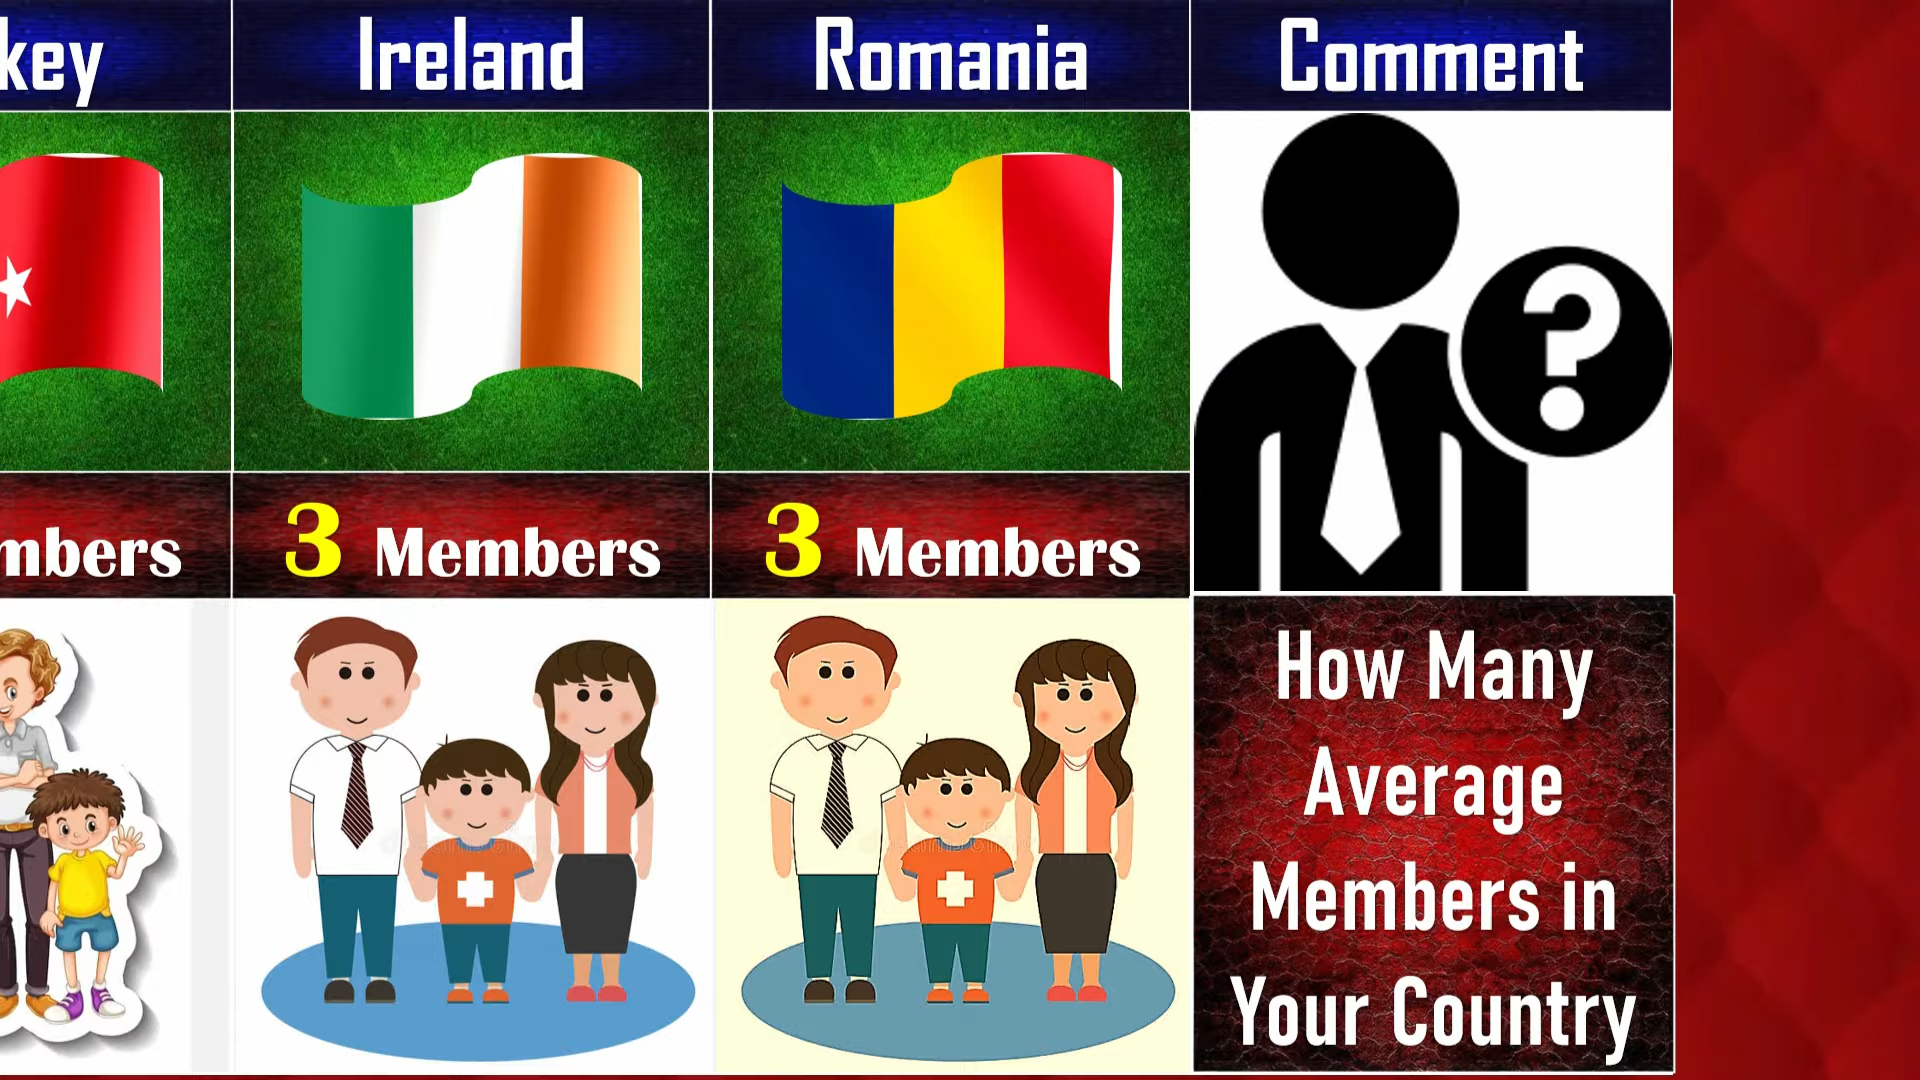 key Ireland Romania Comment
mbers 3 Members 3 Members
How Many
Average
Members in
Your Country